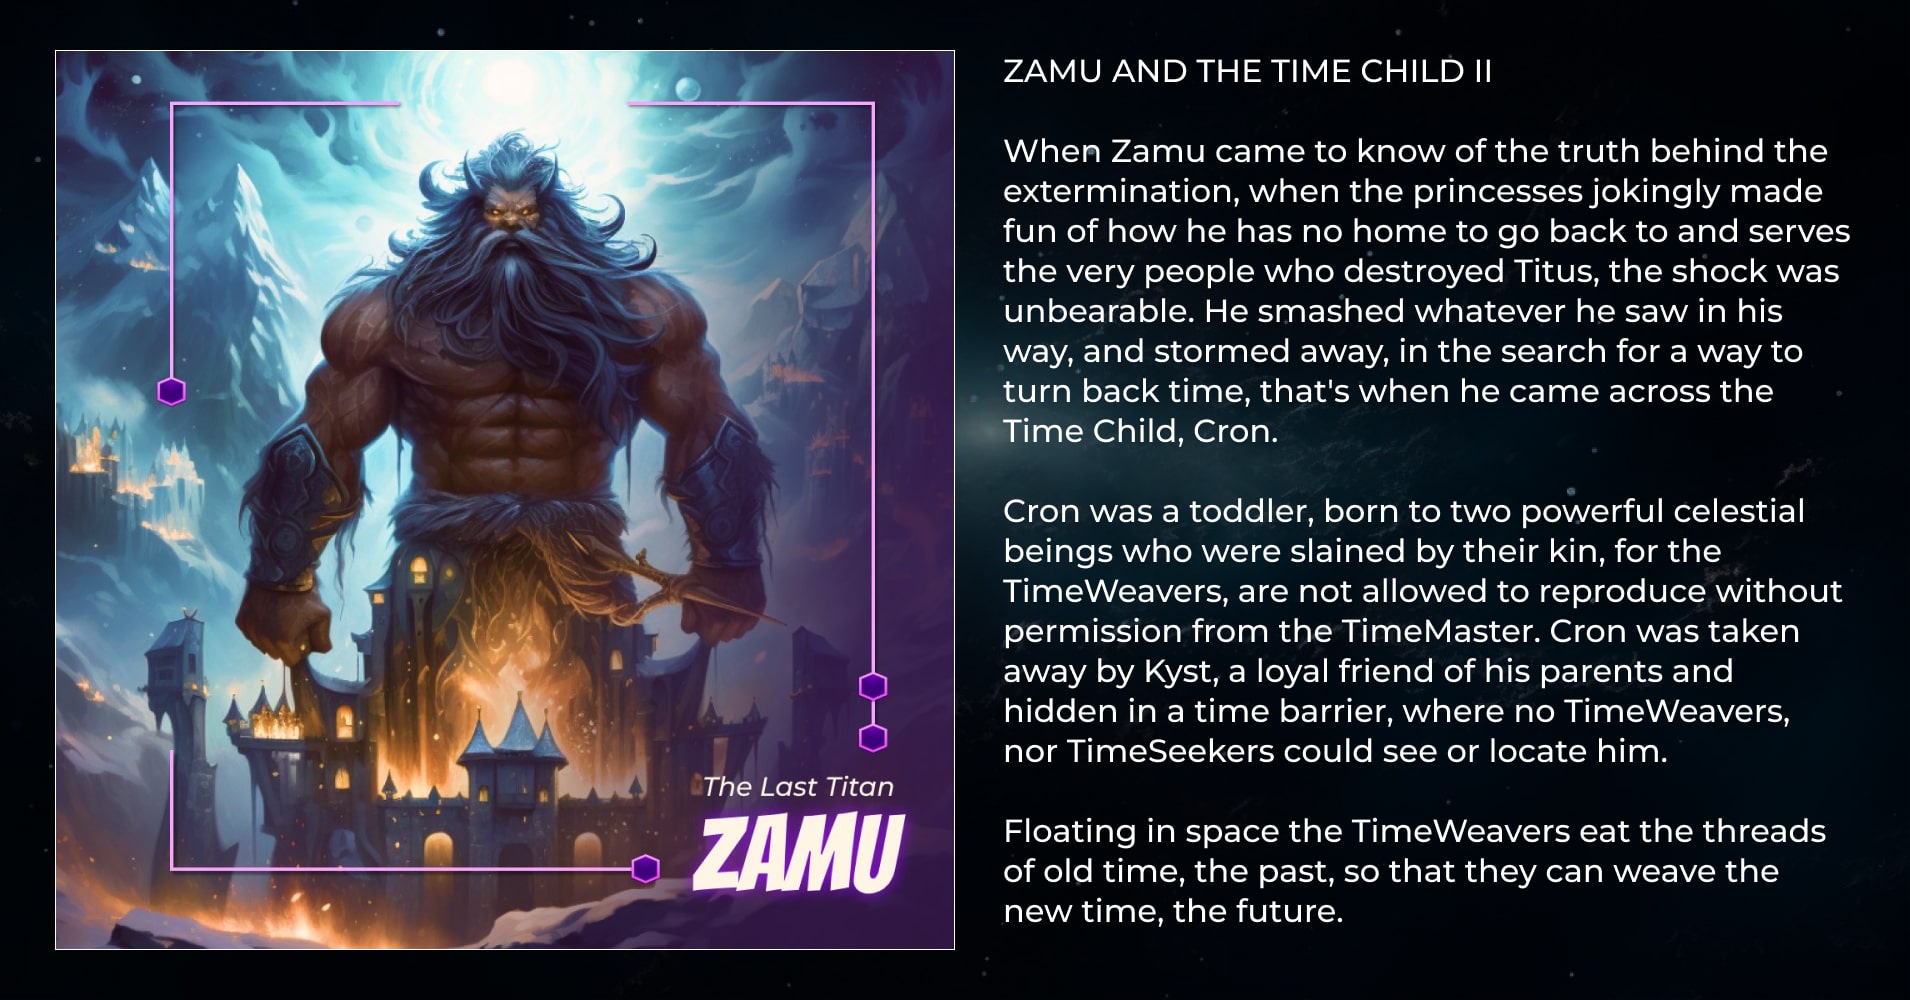 The Last Titan
ZAMU
ZAMU AND THE TIME CHILD II
When Zamu came to know of the truth behind the
extermination, when the princesses jokingly made
fun of how he has no home to go back to and serves
the very people who destroyed Titus, the shock was
unbearable. He smashed whatever he saw in his
way, and stormed away, in the search for a way to
turn back time, that's when he came across the
Time Child, Cron.
Cron was a toddler, born to two powerful celestial
beings who were slained by their kin, for the
TimeWeavers, are not allowed to reproduce without
permission from the TimeMaster. Cron was taken
away by Kyst, a loyal friend of his parents and
hidden in a time barrier, where no TimeWeavers,
nor TimeSeekers could see or locate him.
Floating in space the TimeWeavers eat the threads
of old time, the past, so that they can weave the
new time, the future.